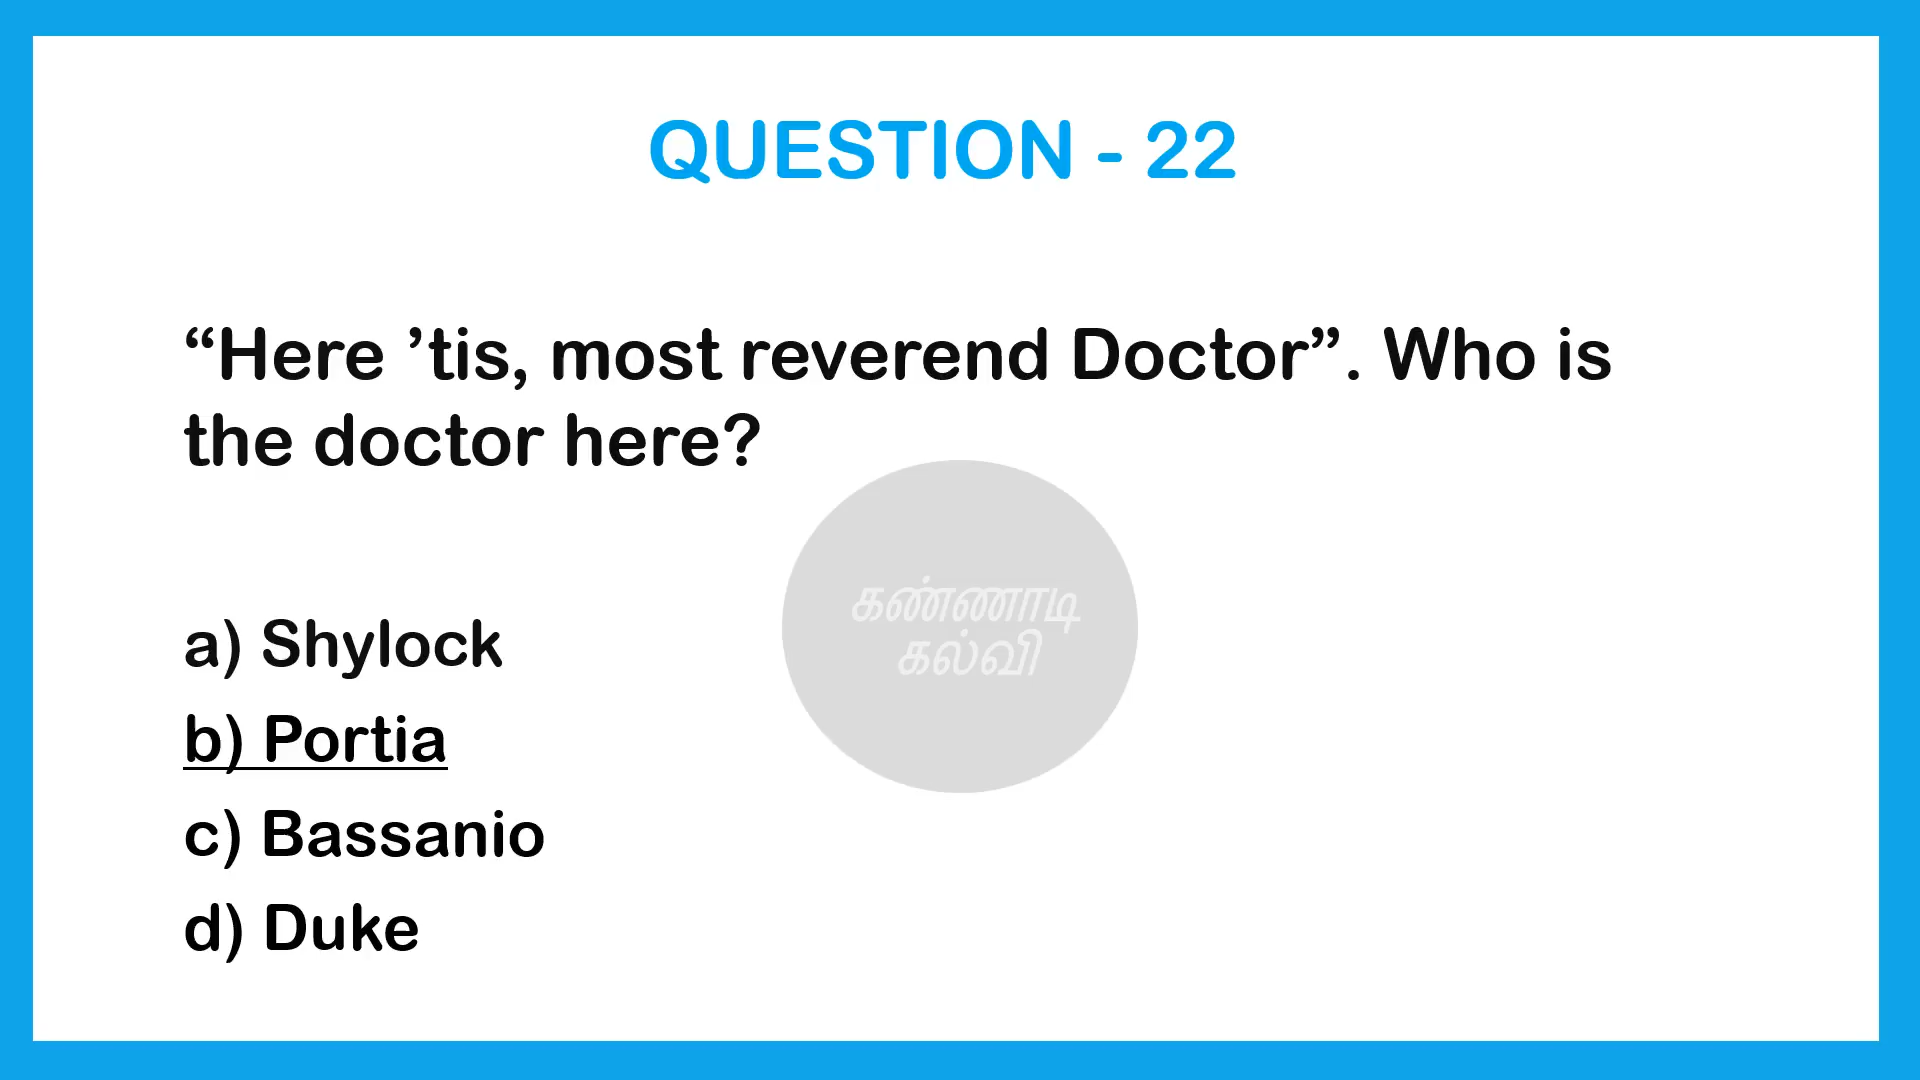 QUESTION - 22
“Here ’tis, most reverend Doctor”. Who is
the doctor here?
கண்ணாடி
கல்வி
a) Shylock
b) Portia
c) Bassanio
d) Duke